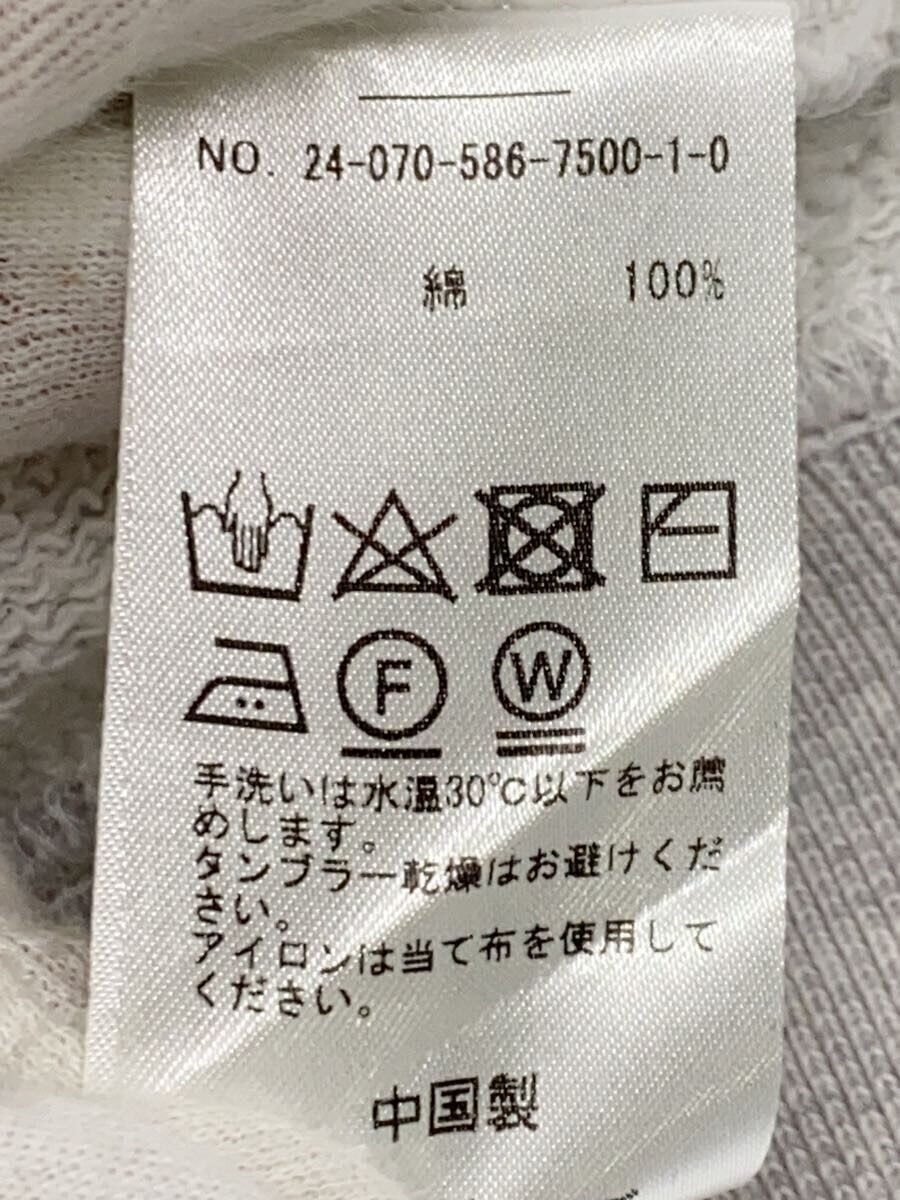 NO. 24-070-586-7500-1-0
綿 100%
F W
手洗いは水温30℃以下をお薦
めします。
タンブラー乾燥はお避けくだ
さい。
アイロンは当て布を使用して
ください。
中国製